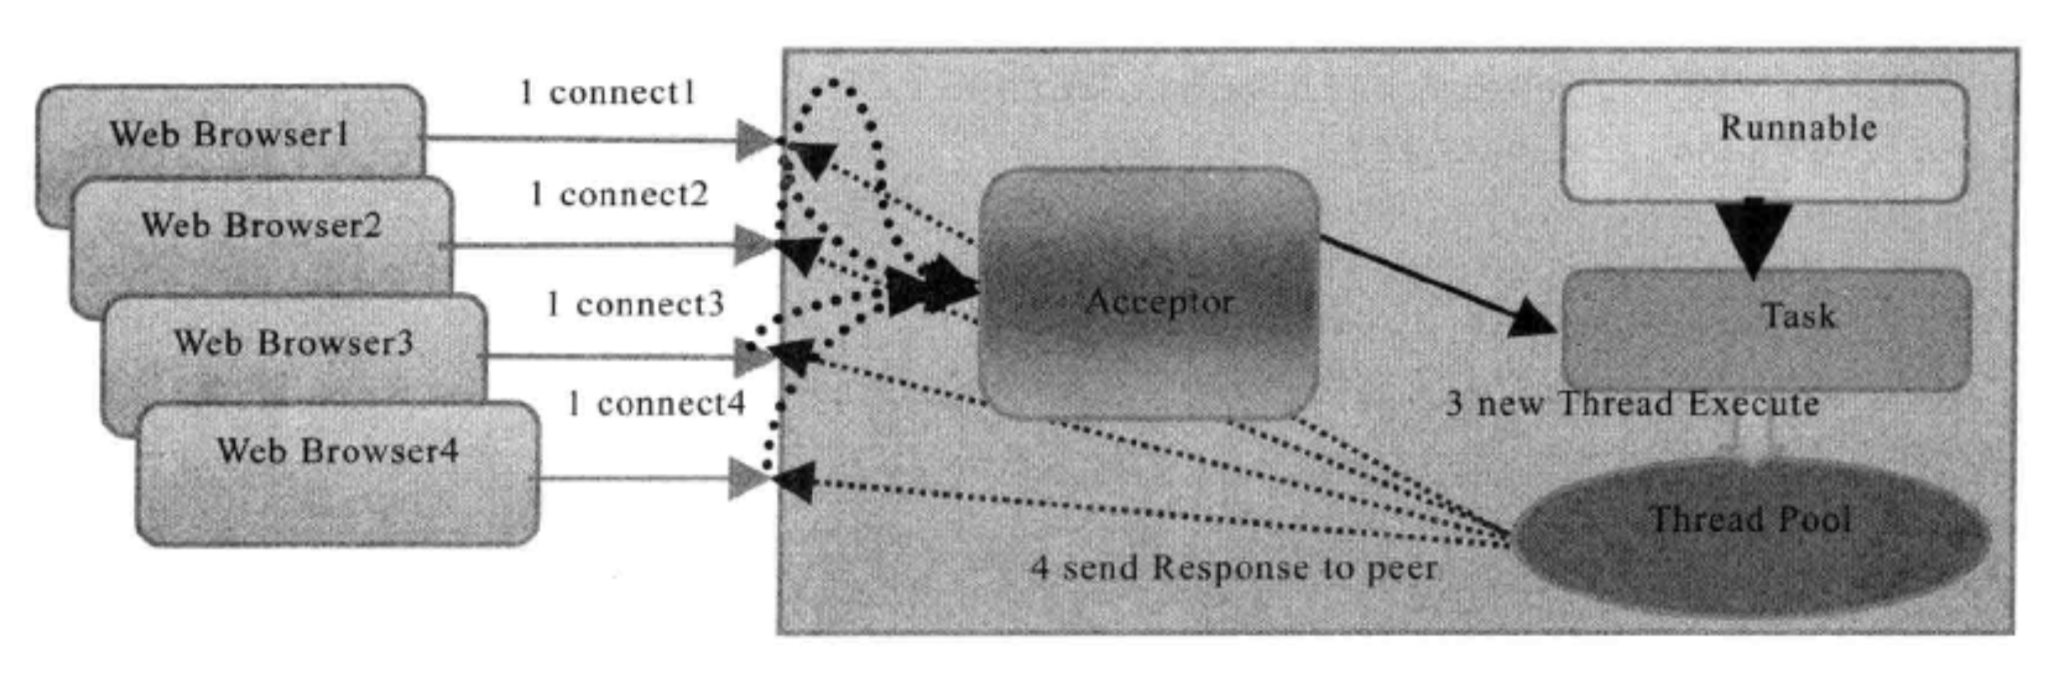 Web Browser1
Web Browser2
Web Browser3
Web Browser4
1 connect1
1 connect2
1 connect3
1 connect4
Acceptor
Runnable
Task
3 new Thread Execute
Thread Pool
4 send Response to peer